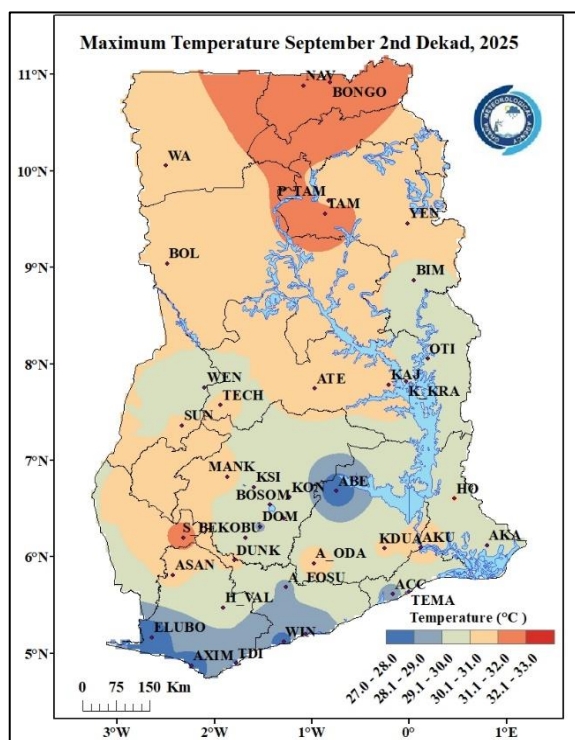 Maximum Temperature September 2nd Dekad, 2025
11°N
NAV
BONGO
WA
10°N
P_TAM
TAM
YEN
BOL
9°N
BIM
OTI
8°N
WEN
TECH
ATE
KAJ
K_KRA
SUN
7°N
MANK
KSI
BOSOM
KON
ABE
HO
DOM
S_BEKOBU
KDUA
AKU
AKA
6°N
DUNK
A_ODA
ASAN
A_FOSU
H_VAL
ACC
TEMA
ELUBO
WIN
Temperature (°C )
AXIM
TDI
5°N
27.0 - 28.0
28.1 - 29.0
29.1 - 30.0
30.1 - 31.0
31.1 - 32.0
32.1 - 33.0
0 75 150 Km
3°W 2°W 1°W 0° 1°E